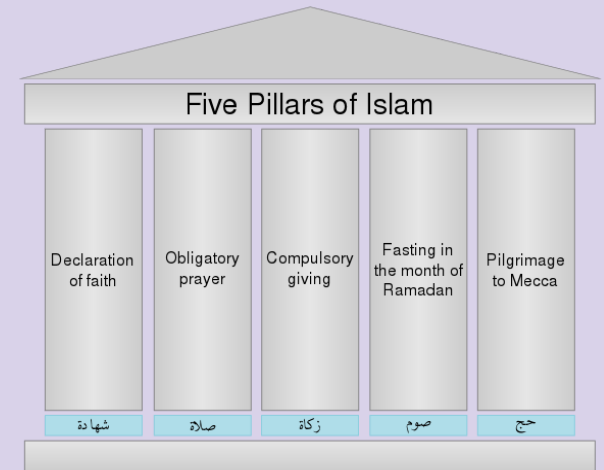 Five Pillars of Islam
Declaration
of faith
Obligatory
prayer
Compulsory
giving
Fasting in
the month of
Ramadan
Pilgrimage
to Mecca
شهادة
صلاة
زكاة
صوم
حج